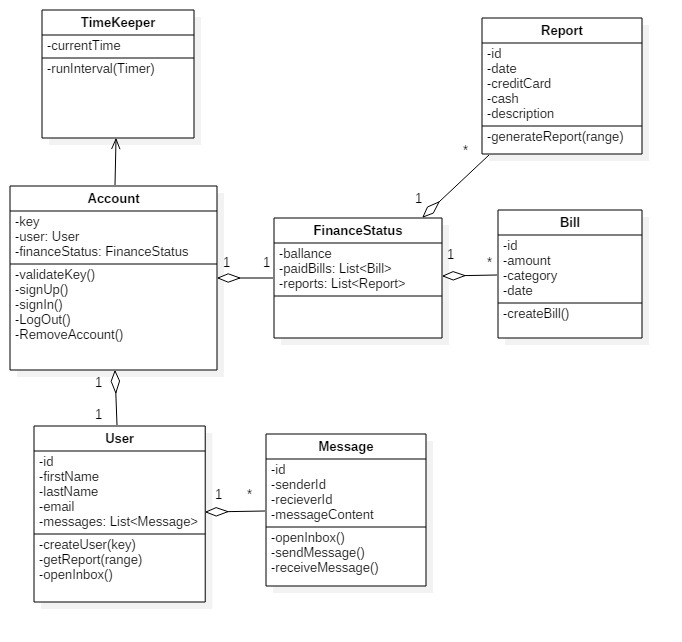 TimeKeeper
-currentTime
-runInterval(Timer)
Report
-id
-date
-creditCard
-cash
-description
-generateReport(range)
*
1
Account
-key
-user: User
-financeStatus: FinanceStatus
-validateKey()
-signUp()
-signIn()
-LogOut()
-RemoveAccount()
1
1
FinanceStatus
-ballance
-paidBills: List<Bill>
-reports: List<Report>
1
*
Bill
-id
-amount
-category
-date
-createBill()
1
1
User
-id
-firstName
-lastName
-email
-messages: List<Message>
-createUser(key)
-getReport(range)
-openInbox()
1
*
Message
-id
-senderId
-recieverId
-messageContent
-openInbox()
-sendMessage()
-receiveMessage()